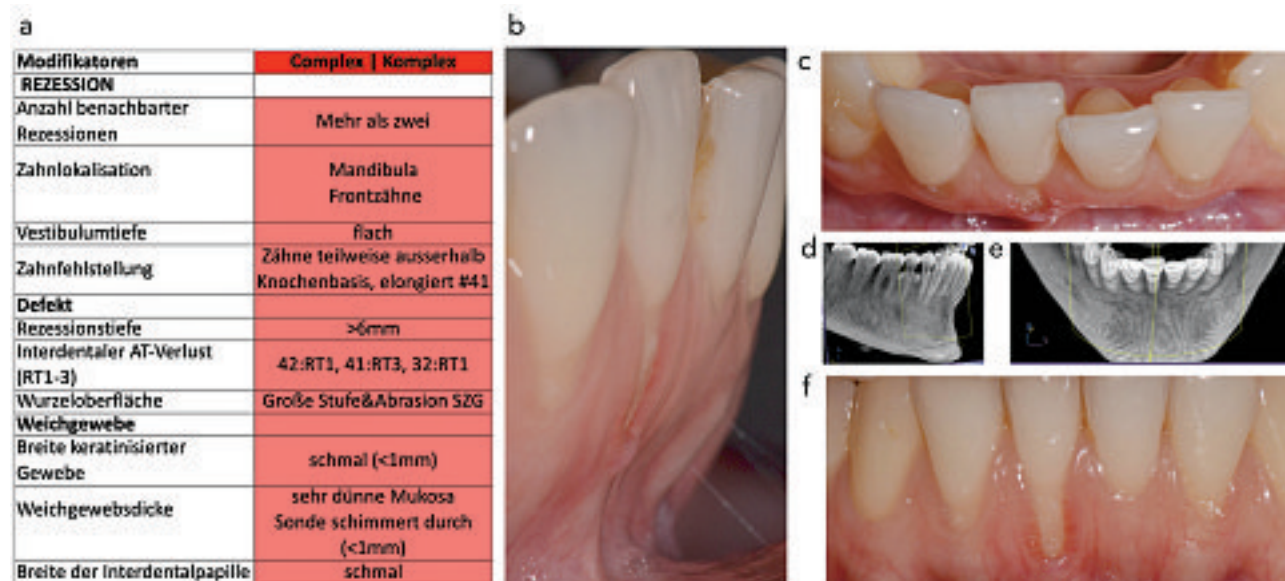 a
Modifikatoren Complex | Komplex
REZESSION
Anzahl benachbarter
Rezessionen
Mehr als zwei
Zahnlokalisation
Mandibula
Frontzähne
Vestibulumtiefe flach
Zahnfehlstellung
Zähne teilweise ausserhalb
Knochenbasis, elongiert #41
Defekt
Rezessionstiefe >6mm
Interdentaler AT-Verlust
(RT1-3)
42:RT1, 41:RT3, 32:RT1
Wurzeloberfläche Große Stufe&Abrasion SZG
Weichgewebe
Breite keratinisierter
Gewebe
schmal (<1mm)
Weichgewebsdicke
sehr dünne Mukosa
Sonde schimmert durch
(<1mm)
Breite der Interdentalpapille schmal
b
c
d
e
f